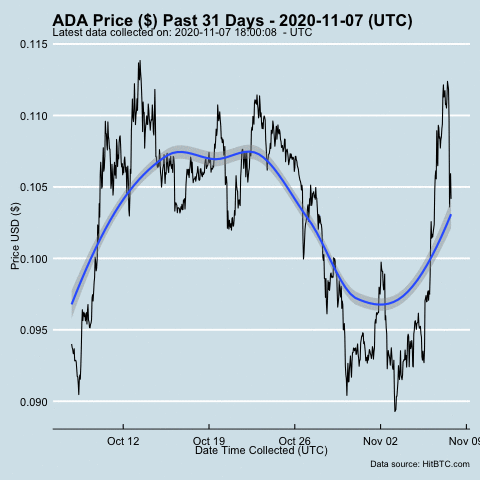 ADA Price ($) Past 31 Days - 2020-11-07 (UTC)
Latest data collected on: 2020-11-07 18:00:08 - UTC
0.115
0.110
0.105
0.100
0.095
0.090
Price USD ($)
Oct 12
Oct 19
Oct 26
Nov 02
Nov 09
Date Time Collected (UTC)
Data source: HitBTC.com